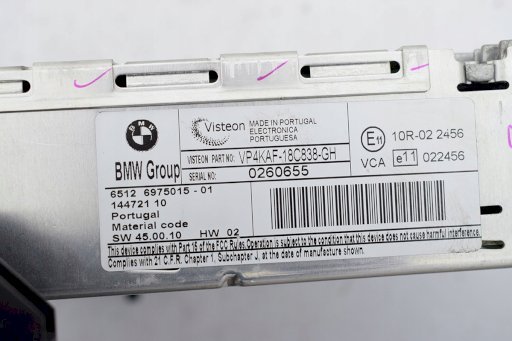 BMW
Visteon
MADE IN PORTUGAL
ELECTRONICA
PORTUGUESA
BMW Group
VISTEON PART NO: VP4KAF-18C838-GH
SERIAL NO: 0260655
E11 10R-02 2456
VCA e11 022456
6512 6975015 - 01
144721 10
Portugal
Material code
SW 45.00.10 HW 02
This device complies with Part 15 of the FCC Rules. Operation is subject to the condition that this device does not cause harmful interference.
Complies with 21 C.F.R. Chapter 1, Subchapter J, at the date of manufacture shown.